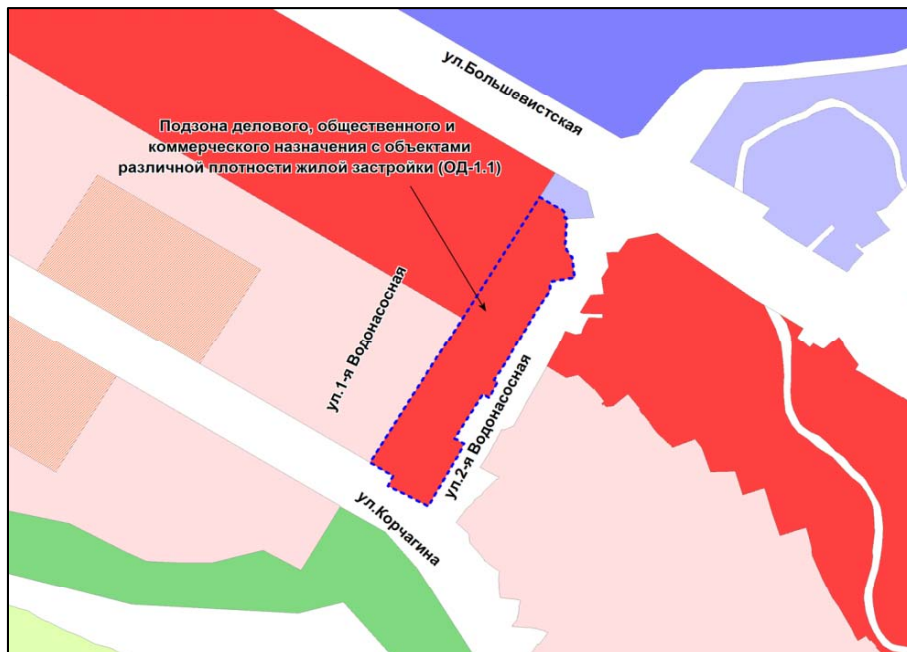 ул.Большевистская
Подзона делового, общественного и
коммерческого назначения с объектами
различной плотности жилой застройки (ОД-1.1)
ул.1-я Водонасосная
ул.2-я Водонасосная
ул.Корчагина